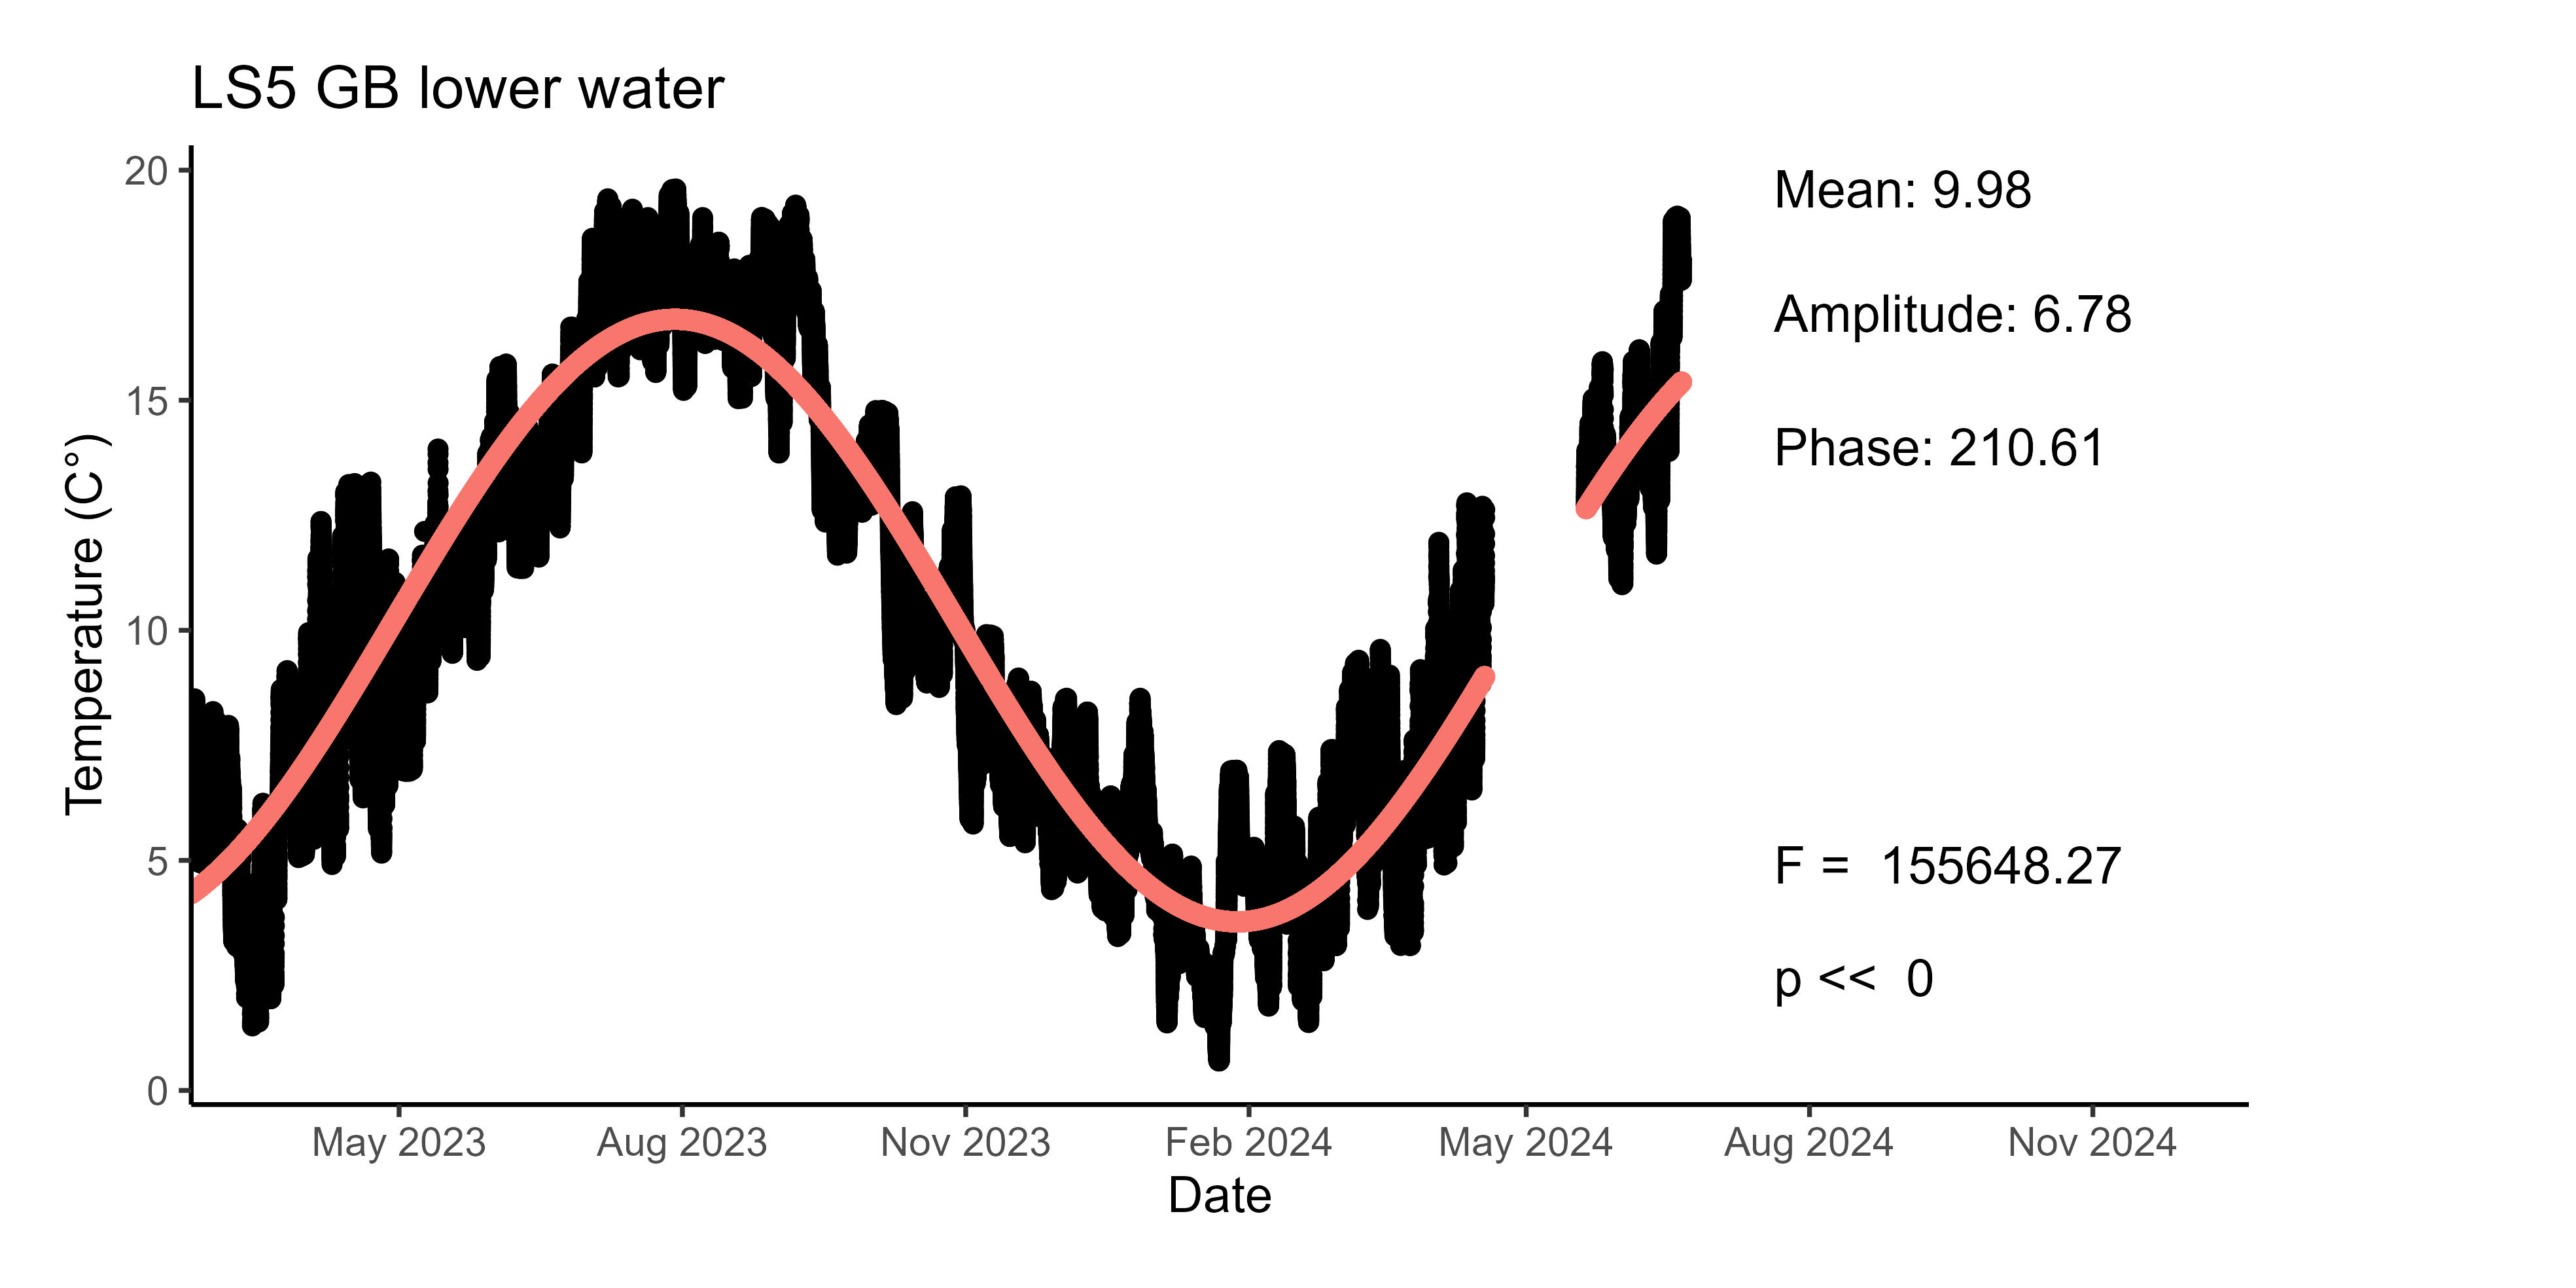 LS5 GB lower water
20
15
10
5
0
Temperature (C°)
Mean: 9.98
Amplitude: 6.78
Phase: 210.61
F =  155648.27
p <<  0
May 2023
Aug 2023
Nov 2023
Feb 2024
May 2024
Aug 2024
Nov 2024
Date